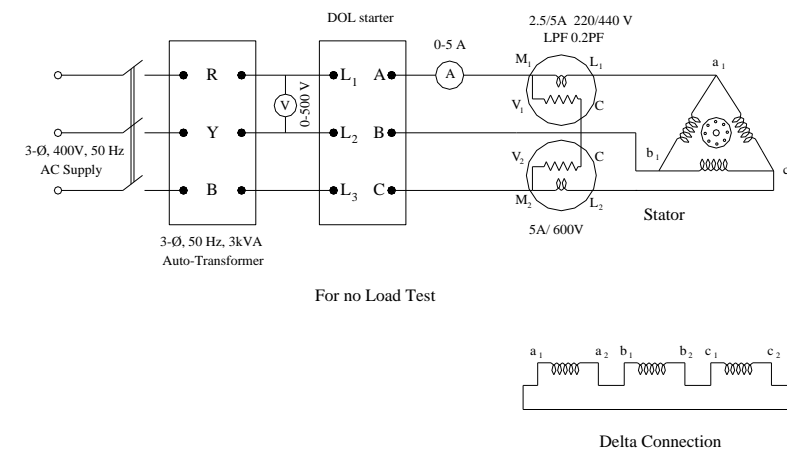 DOL starter
2.5/5A 220/440 V
LPF 0.2PF
0-5 A
M₁
L₁
a₁
R
L₁
A
A
V₁
C
V
0-500 V
3-Ø, 400V, 50 Hz
AC Supply
Y
L₂
B
V₂
C
b₁
c
B
L₃
C
M₂
L₂
Stator
5A/ 600V
3-Ø, 50 Hz, 3kVA
Auto-Transformer
For no Load Test
a₁ a₂ b₁ b₂ c₁ c₂
Delta Connection